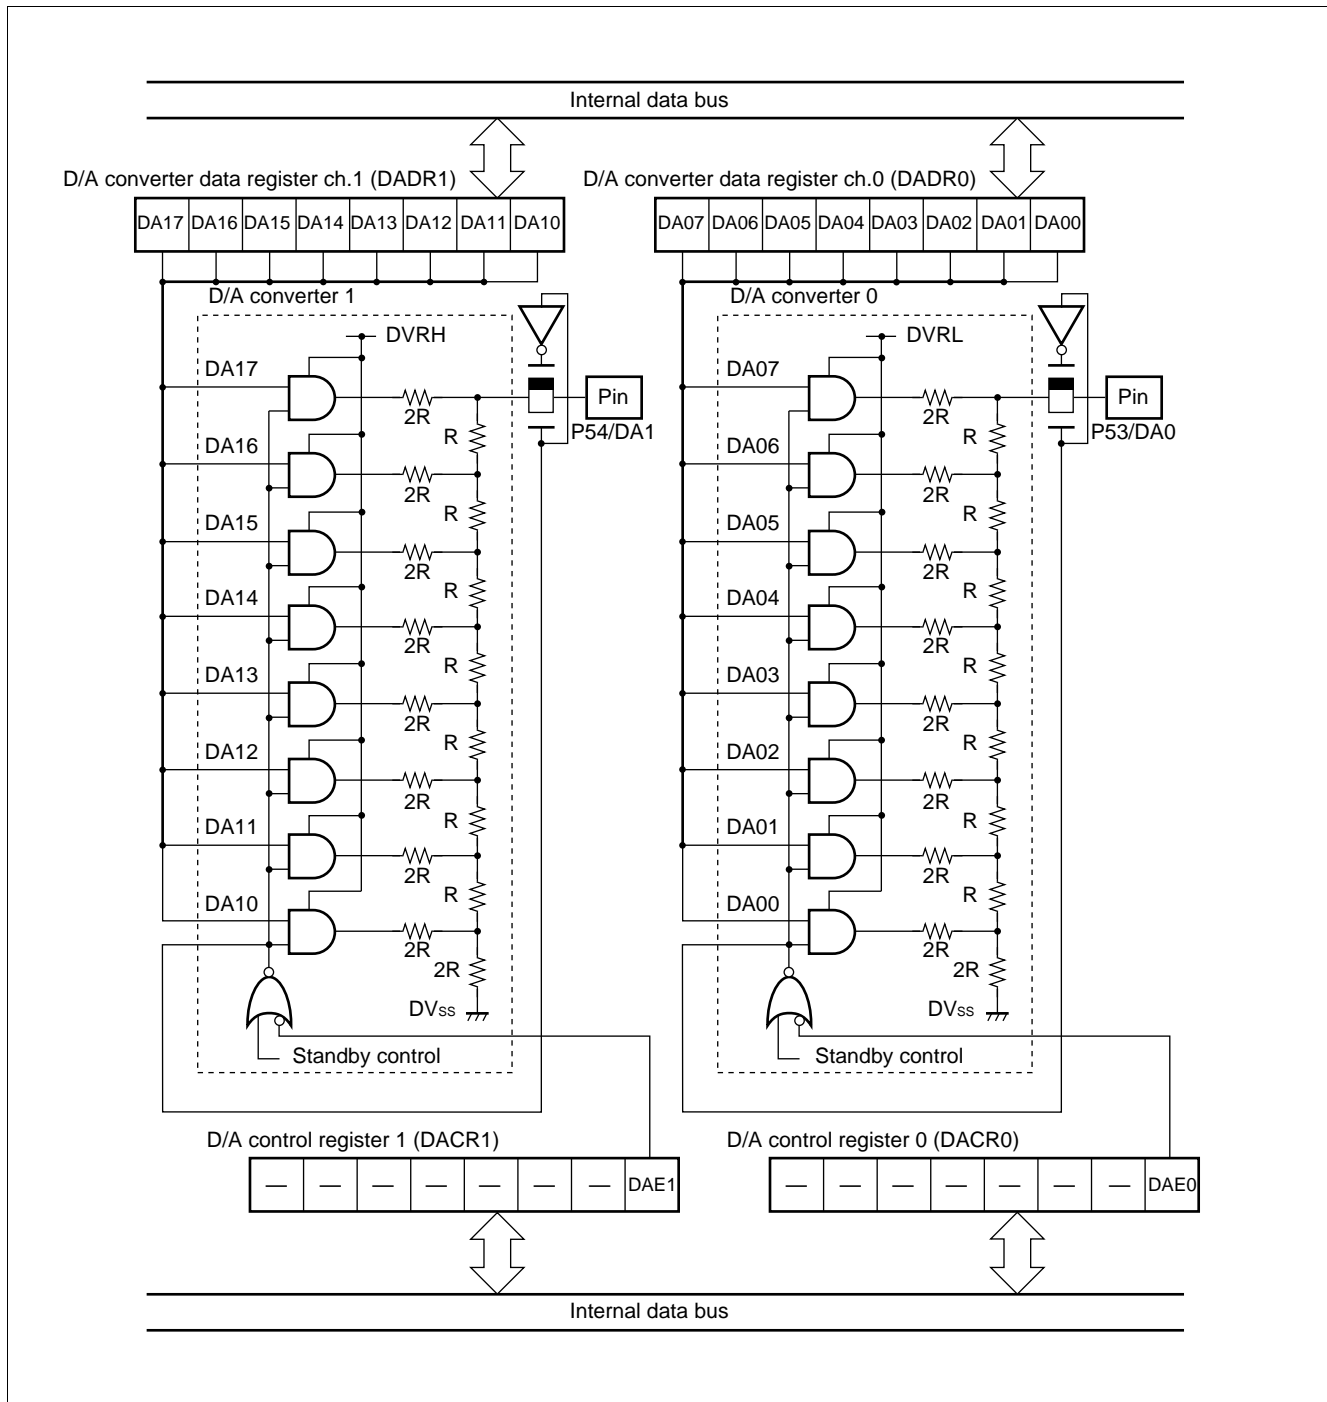 Internal data bus
D/A converter data register ch.1 (DADR1)
D/A converter data register ch.0 (DADR0)
DA17 DA16 DA15 DA14 DA13 DA12 DA11 DA10
DA07 DA06 DA05 DA04 DA03 DA02 DA01 DA00
D/A converter 1
DVRH
DA17
2R
R
Pin
P54/DA1
DA16
2R
R
DA15
2R
R
DA14
2R
R
DA13
2R
R
DA12
2R
R
DA11
2R
R
DA10
2R
2R
DVss
Standby control
D/A converter 0
DVRL
DA07
2R
R
Pin
P53/DA0
DA06
2R
R
DA05
2R
R
DA04
2R
R
DA03
2R
R
DA02
2R
R
DA01
2R
R
DA00
2R
2R
DVss
Standby control
D/A control register 1 (DACR1)
— — — — — — — DAE1
D/A control register 0 (DACR0)
— — — — — — — DAE0
Internal data bus